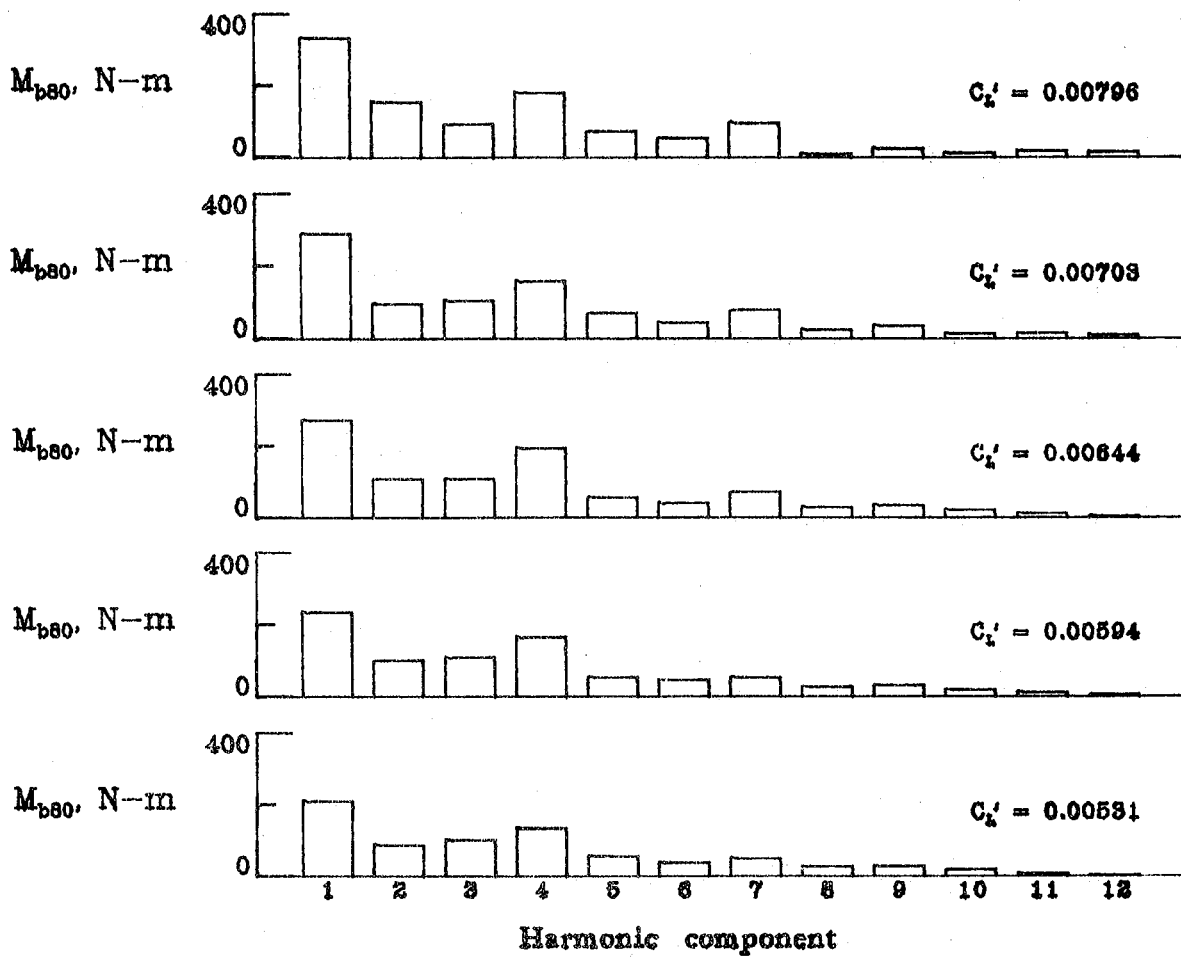 400
M_b80, N-m
C_L' = 0.00796
0
400
M_b80, N-m
C_L' = 0.00703
0
400
M_b80, N-m
C_L' = 0.00644
0
400
M_b80, N-m
C_L' = 0.00594
0
400
M_b80, N-m
C_L' = 0.00531
0
1 2 3 4 5 6 7 8 9 10 11 12
Harmonic component